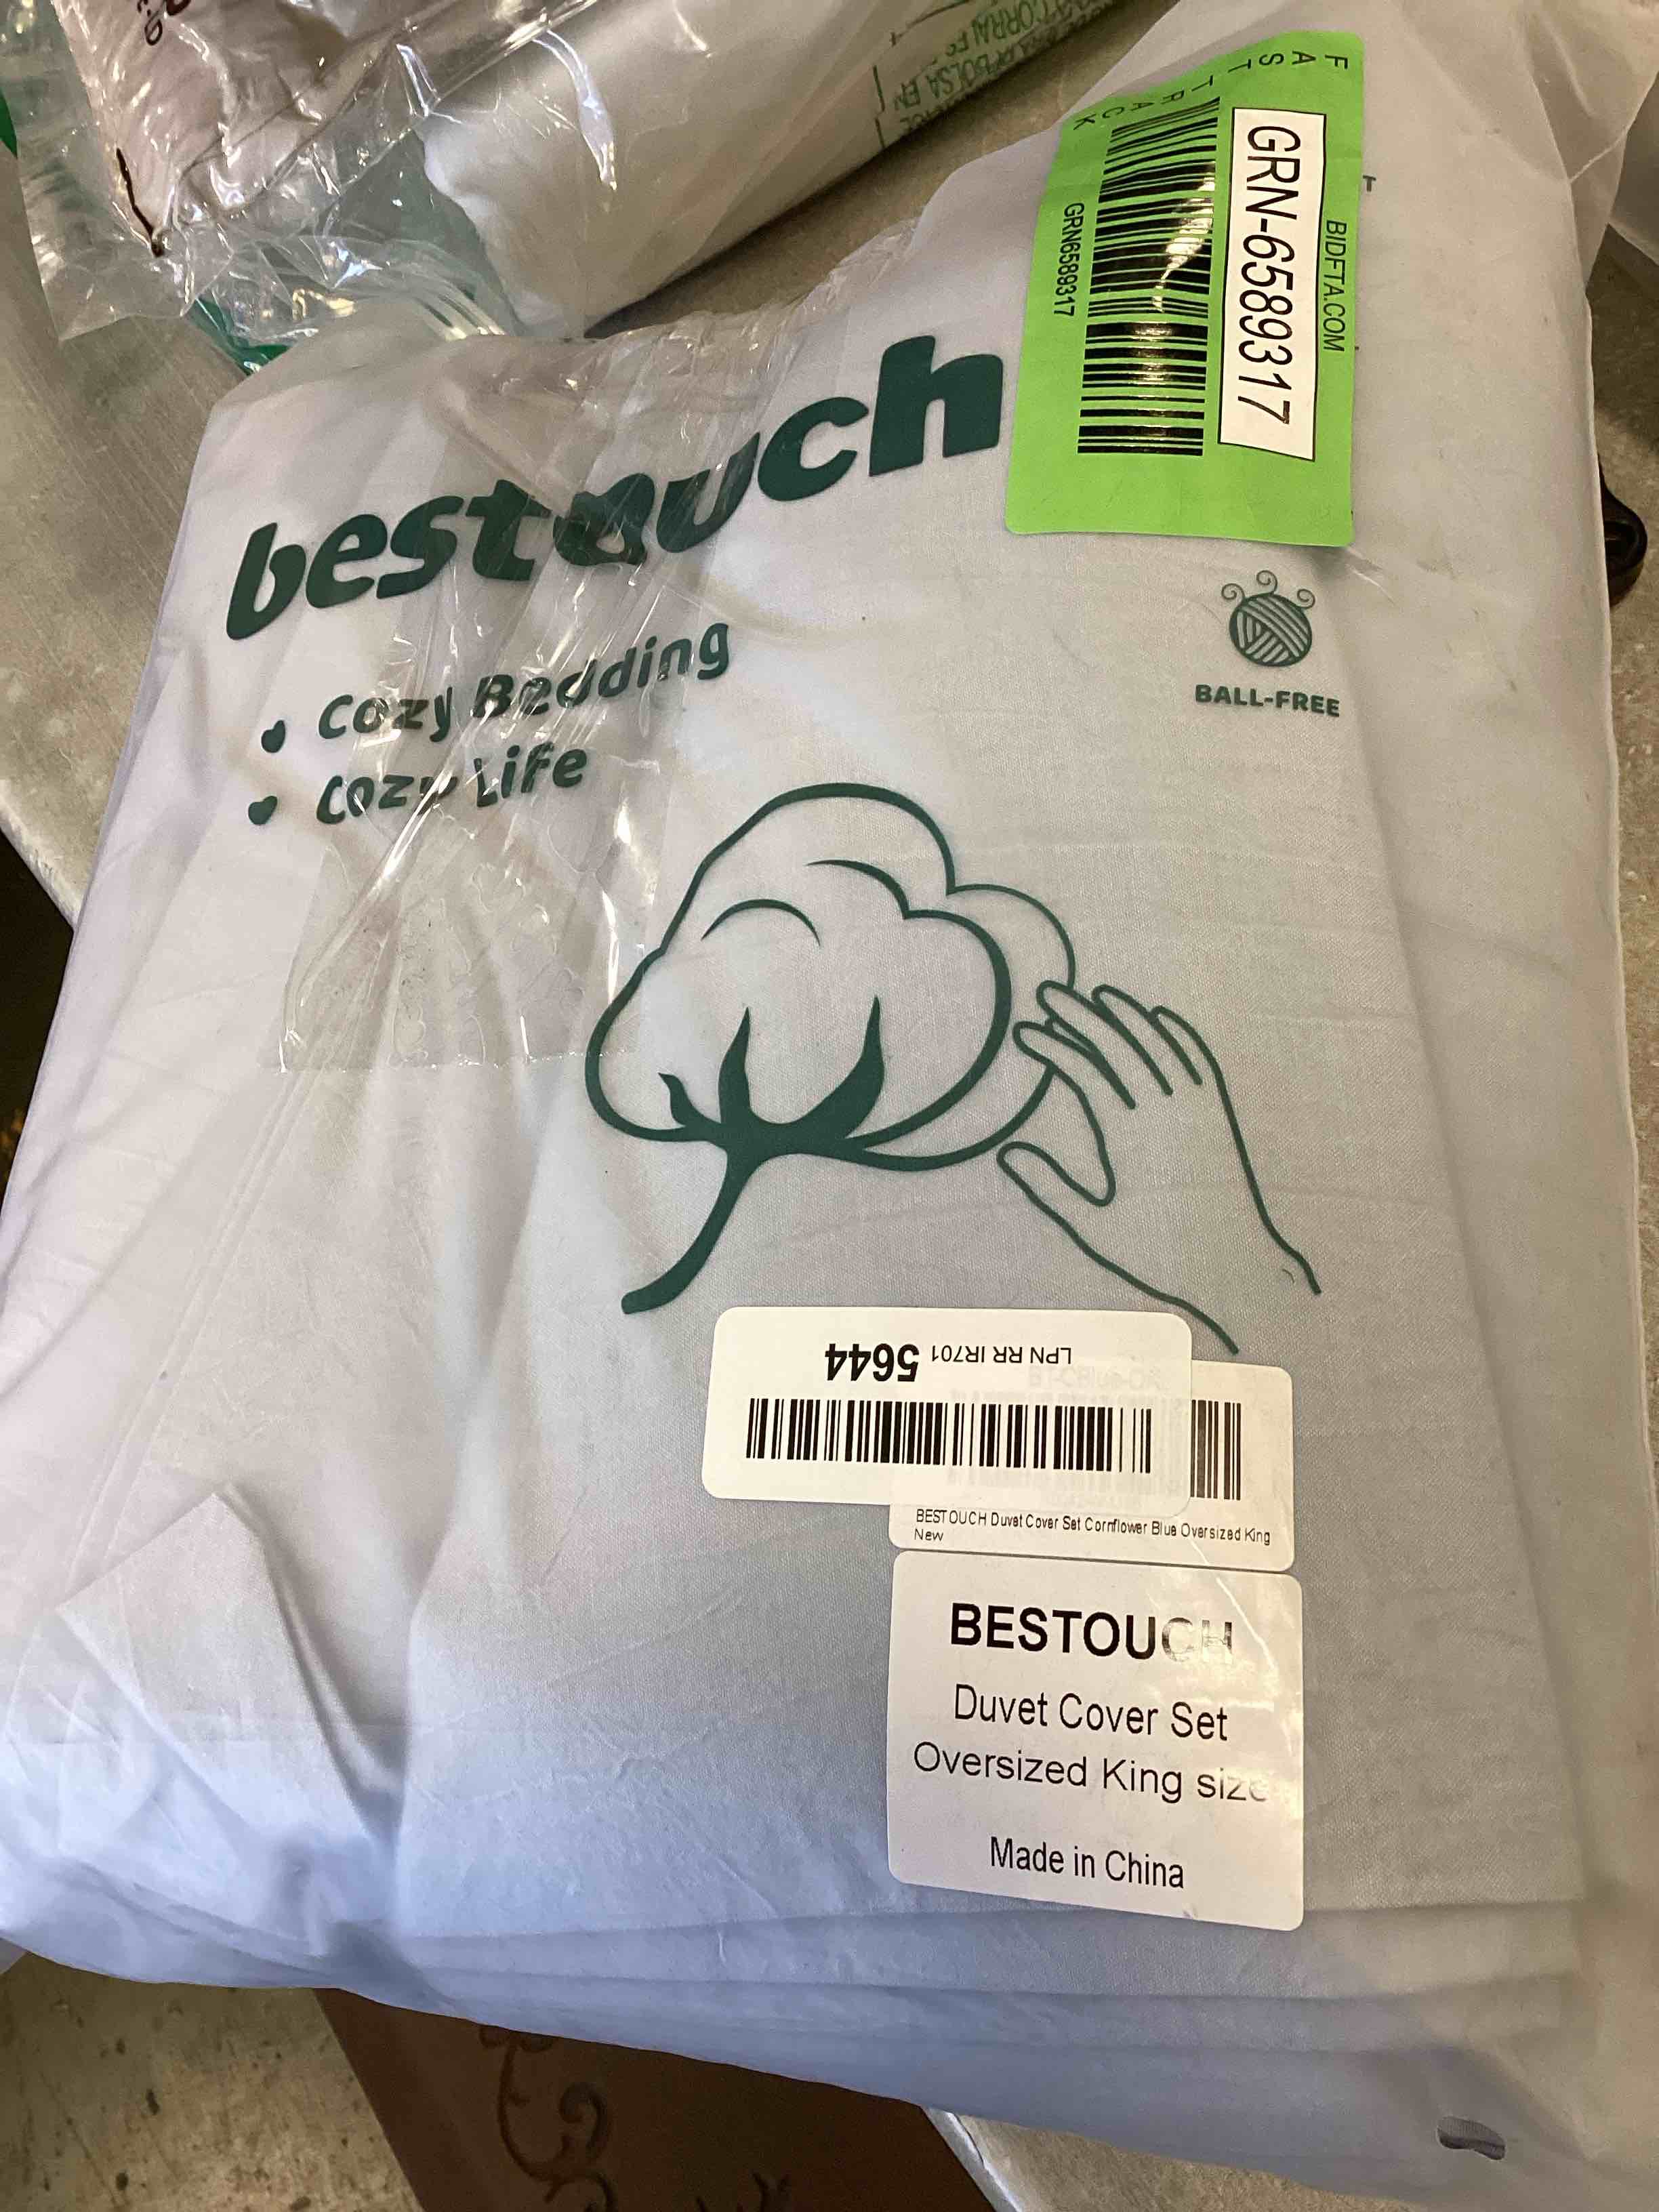 FAST TRACK
BIDFTA.COM
GRN-6589317
GRN6589317
bestouch
Cozy Bedding
Cozy Life
BALL-FREE
LPN RR IR701 5644
BESTOUCH Duvet Cover Set Cornflower Blue Oversized King
New
BESTOUCH
Duvet Cover Set
Oversized King size
Made in China